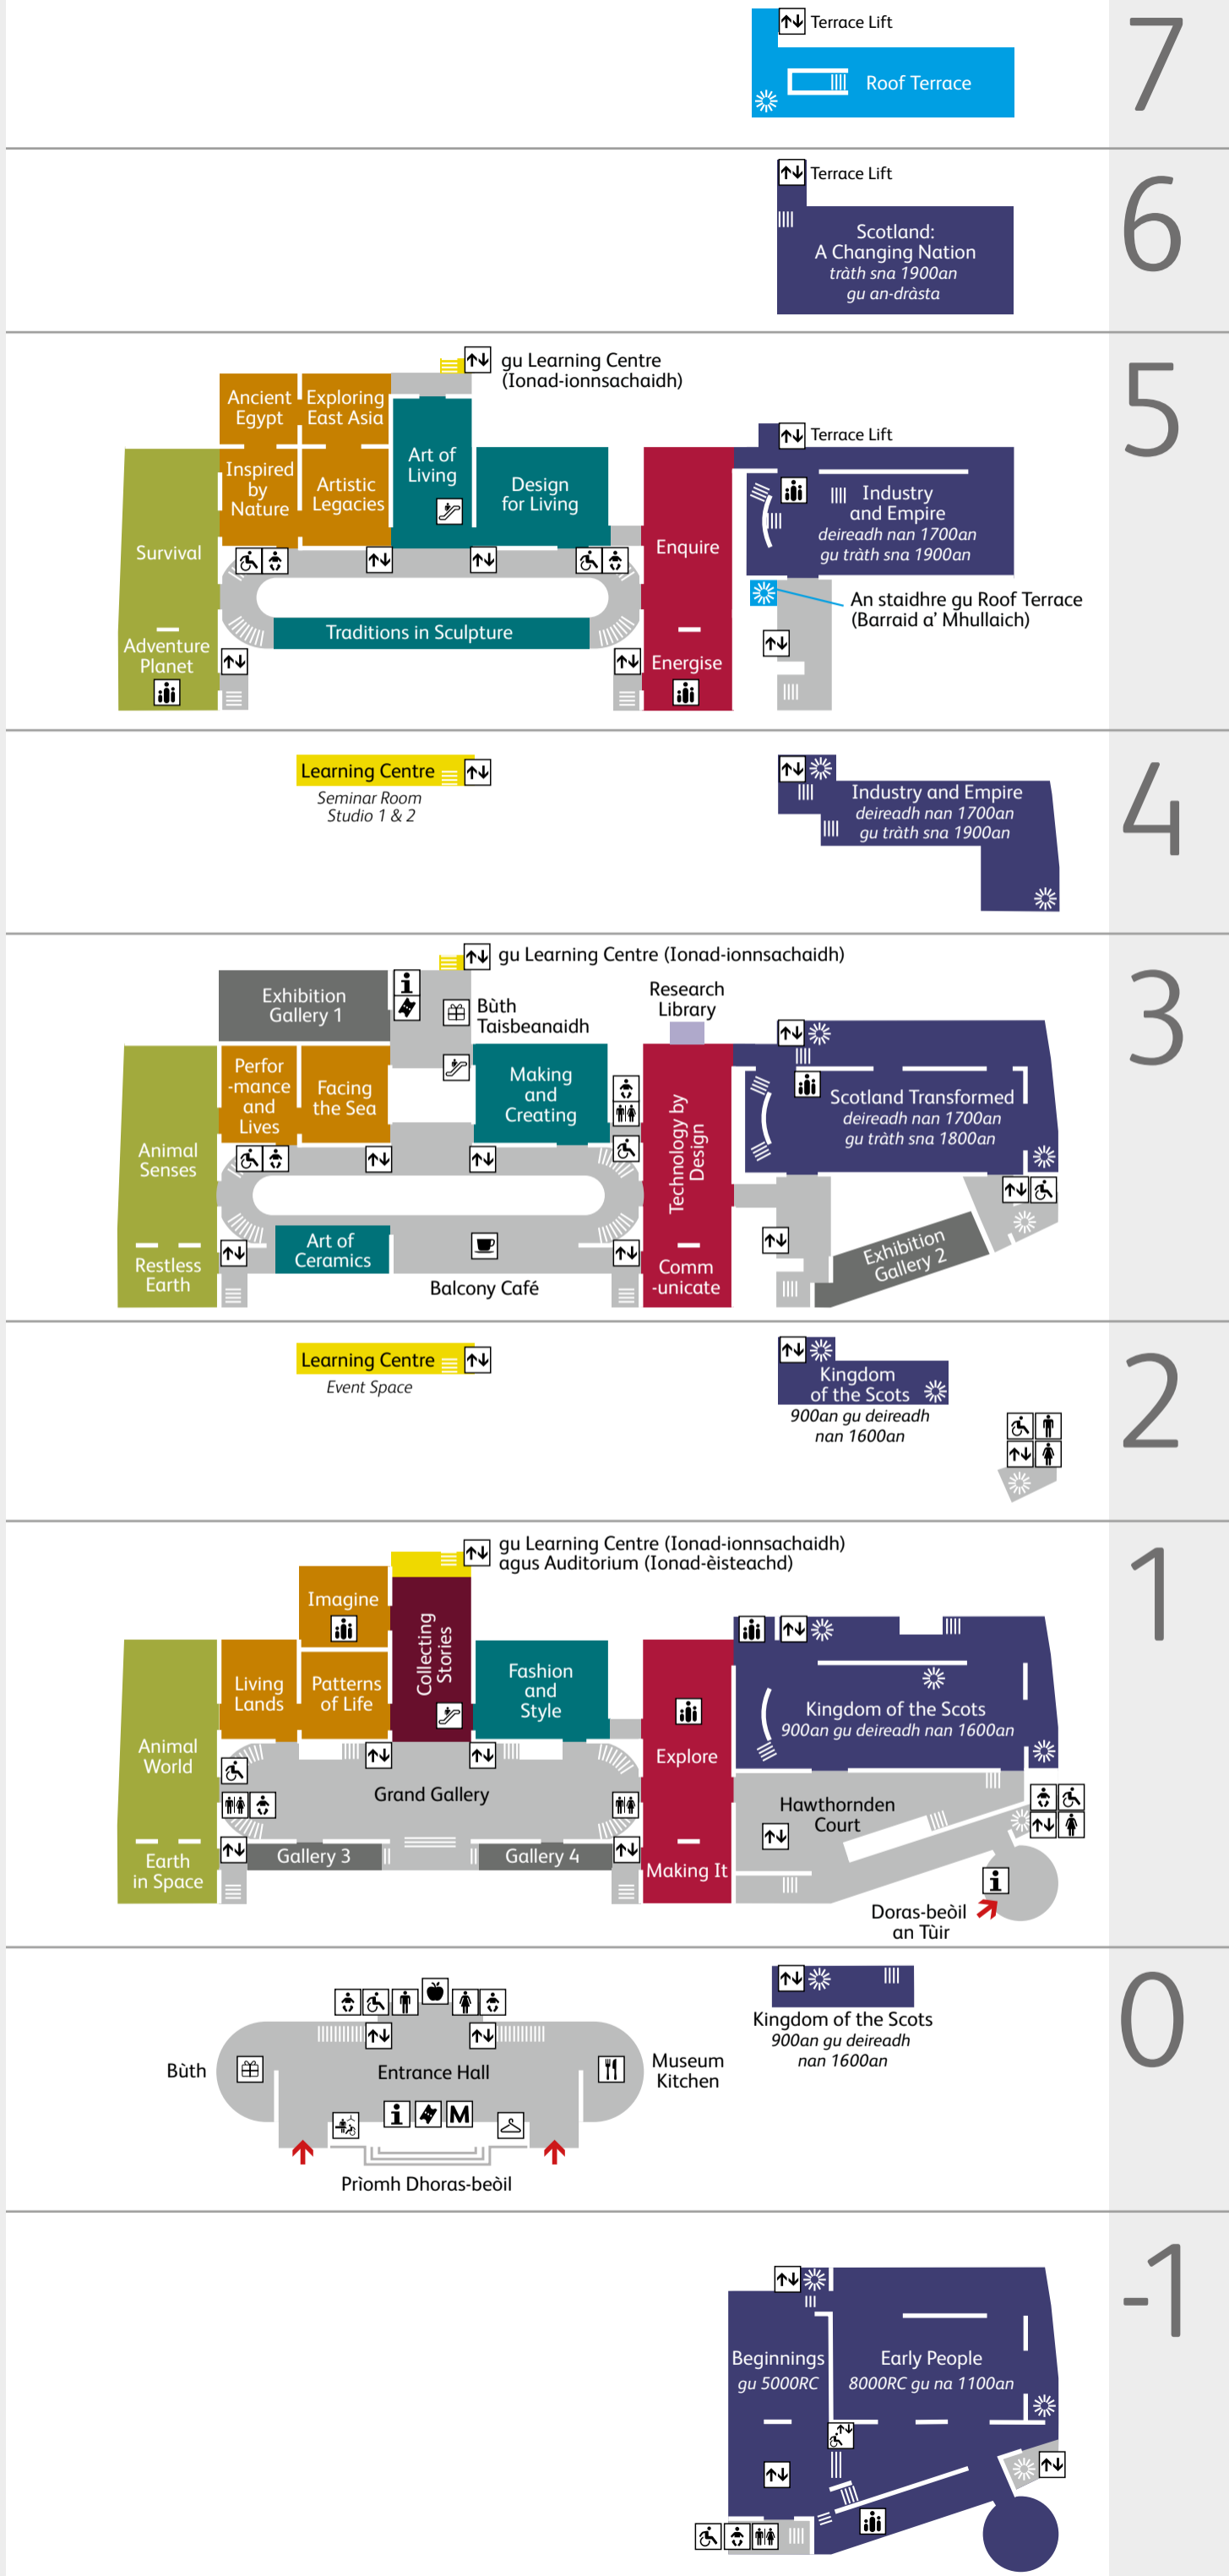 7
Terrace Lift
Roof Terrace
6
Terrace Lift
Scotland:
A Changing Nation
tràth sna 1900an
gu an-dràsta
5
gu Learning Centre
(Ionad-ionnsachaidh)
Ancient
Egypt
Exploring
East Asia
Inspired
by
Nature
Artistic
Legacies
Art of
Living
Design
for Living
Survival
Adventure
Planet
Traditions in Sculpture
Enquire
Energise
Terrace Lift
Industry
and Empire
deireadh nan 1700an
gu tràth sna 1900an
An staidhre gu Roof Terrace
(Barraid a' Mhullaich)
4
Learning Centre
Seminar Room
Studio 1 & 2
Industry and Empire
deireadh nan 1700an
gu tràth sna 1900an
3
gu Learning Centre (Ionad-ionnsachaidh)
Exhibition
Gallery 1
i
Bùth
Taisbeanaidh
Research
Library
Perfor
-mance
and
Lives
Facing
the Sea
Making
and
Creating
Animal
Senses
Restless
Earth
Art of
Ceramics
Balcony Café
Technology by
Design
Comm
-unicate
Scotland Transformed
deireadh nan 1700an
gu tràth sna 1800an
Exhibition
Gallery 2
2
Learning Centre
Event Space
Kingdom
of the Scots
900an gu deireadh
nan 1600an
1
gu Learning Centre (Ionad-ionnsachaidh)
agus Auditorium (Ionad-èisteachd)
Imagine
Living
Lands
Patterns
of Life
Collecting
Stories
Fashion
and
Style
Animal
World
Earth
in Space
Grand Gallery
Gallery 3
Gallery 4
Explore
Making It
Kingdom of the Scots
900an gu deireadh nan 1600an
Hawthornden
Court
i
Doras-beòil
an Tùir
0
Bùth
Entrance Hall
i
M
Museum
Kitchen
Prìomh Dhoras-beòil
Kingdom of the Scots
900an gu deireadh
nan 1600an
-1
Beginnings
gu 5000RC
Early People
8000RC gu na 1100an